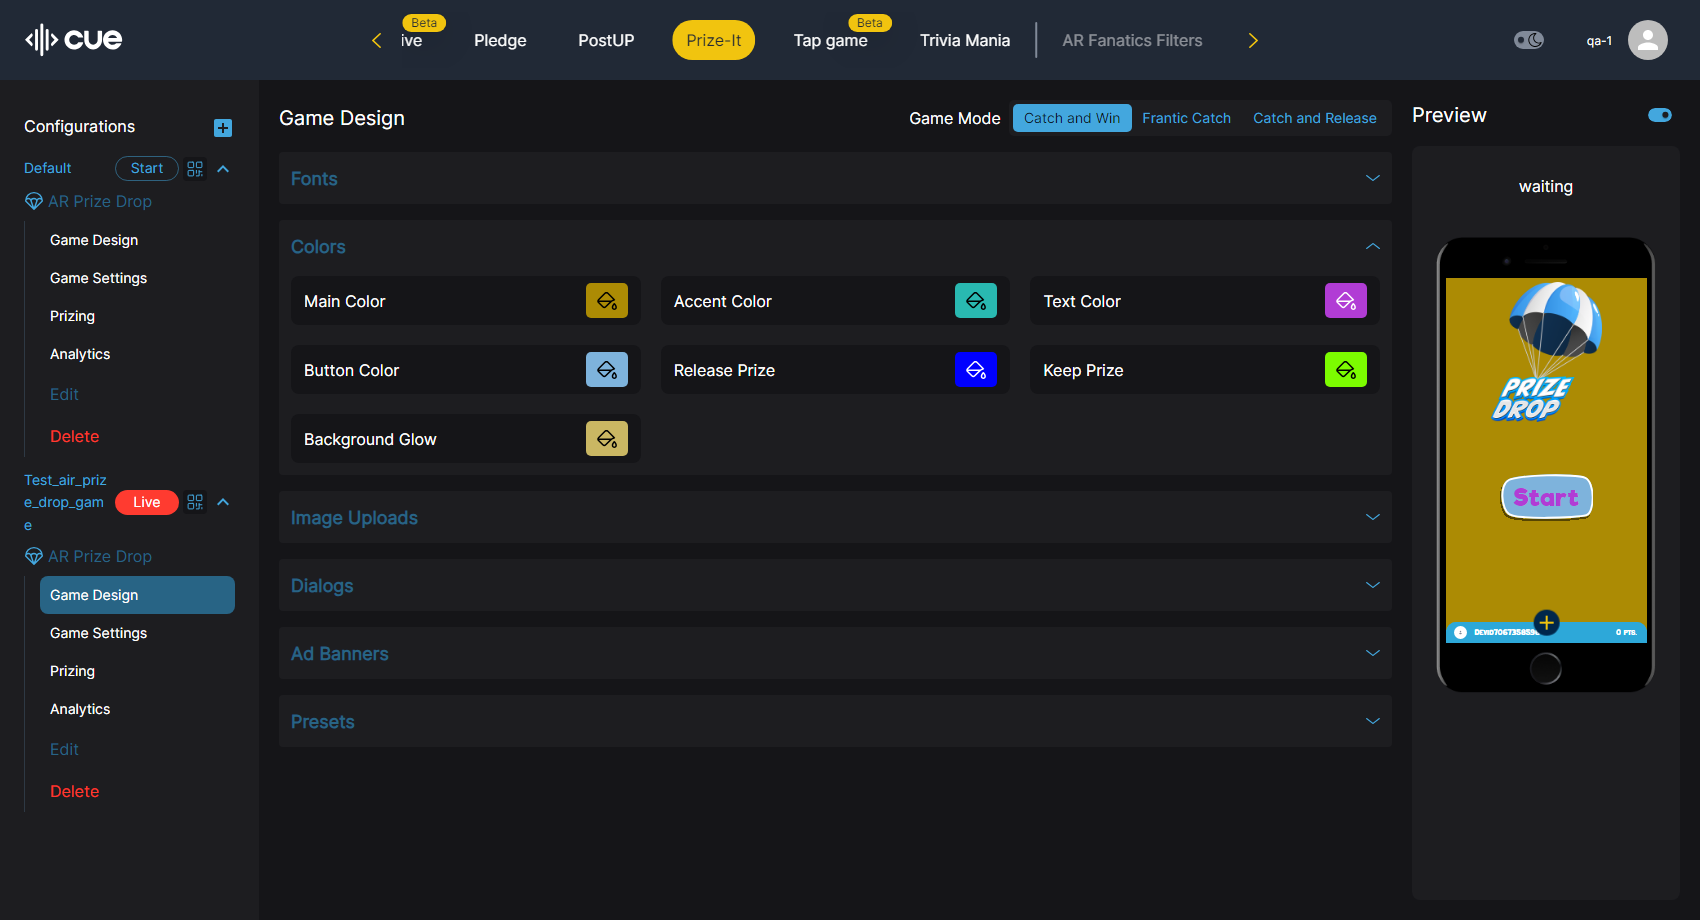 cue
Beta
ive
Pledge
PostUP
Prize-It
Beta
Tap game
Trivia Mania
AR Fanatics Filters
qa-1
Configurations
Default
Start
AR Prize Drop
Game Design
Game Settings
Prizing
Analytics
Edit
Delete
Test_air_priz
e_drop_gam
e
Live
AR Prize Drop
Game Design
Game Settings
Prizing
Analytics
Edit
Delete
Game Design
Game Mode
Catch and Win
Frantic Catch
Catch and Release
Fonts
Colors
Main Color
Accent Color
Text Color
Button Color
Release Prize
Keep Prize
Background Glow
Image Uploads
Dialogs
Ad Banners
Presets
Preview
waiting
PRIZE
DROP
Start
0 PTS.